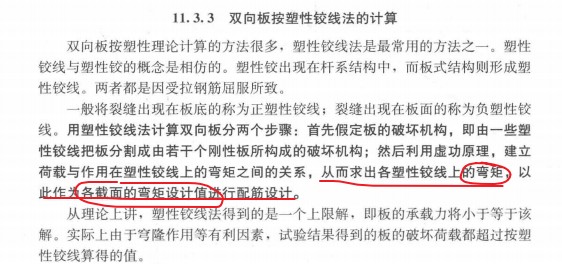 11.3.3 双向板按塑性铰线法的计算
双向板按塑性理论计算的方法很多，塑性铰线法是最常用的方法之一。塑性
铰线与塑性铰的概念是相仿的。塑性铰出现在杆系结构中，而板式结构则形成塑
性铰线。两者都是因受拉钢筋屈服所致。
一般将裂缝出现在板底的称为正塑性铰线；裂缝出现在板面的称为负塑性铰
线。用塑性铰线法计算双向板分两个步骤：首先假定板的破坏机构，即由一些塑
性铰线把板分割成由若干个刚性板所构成的破坏机构；然后利用虚功原理，建立
荷载与作用在塑性铰线上的弯矩之间的关系，从而求出各塑性铰线上的弯矩，以
此作为各截面的弯矩设计值进行配筋设计。
从理论上讲，塑性铰线法得到的是一个上限解，即板的承载力将小于等于该
解。实际上由于穹隆作用等有利因素，试验结果得到的板的破坏荷载都超过按塑
性铰线算得的值。